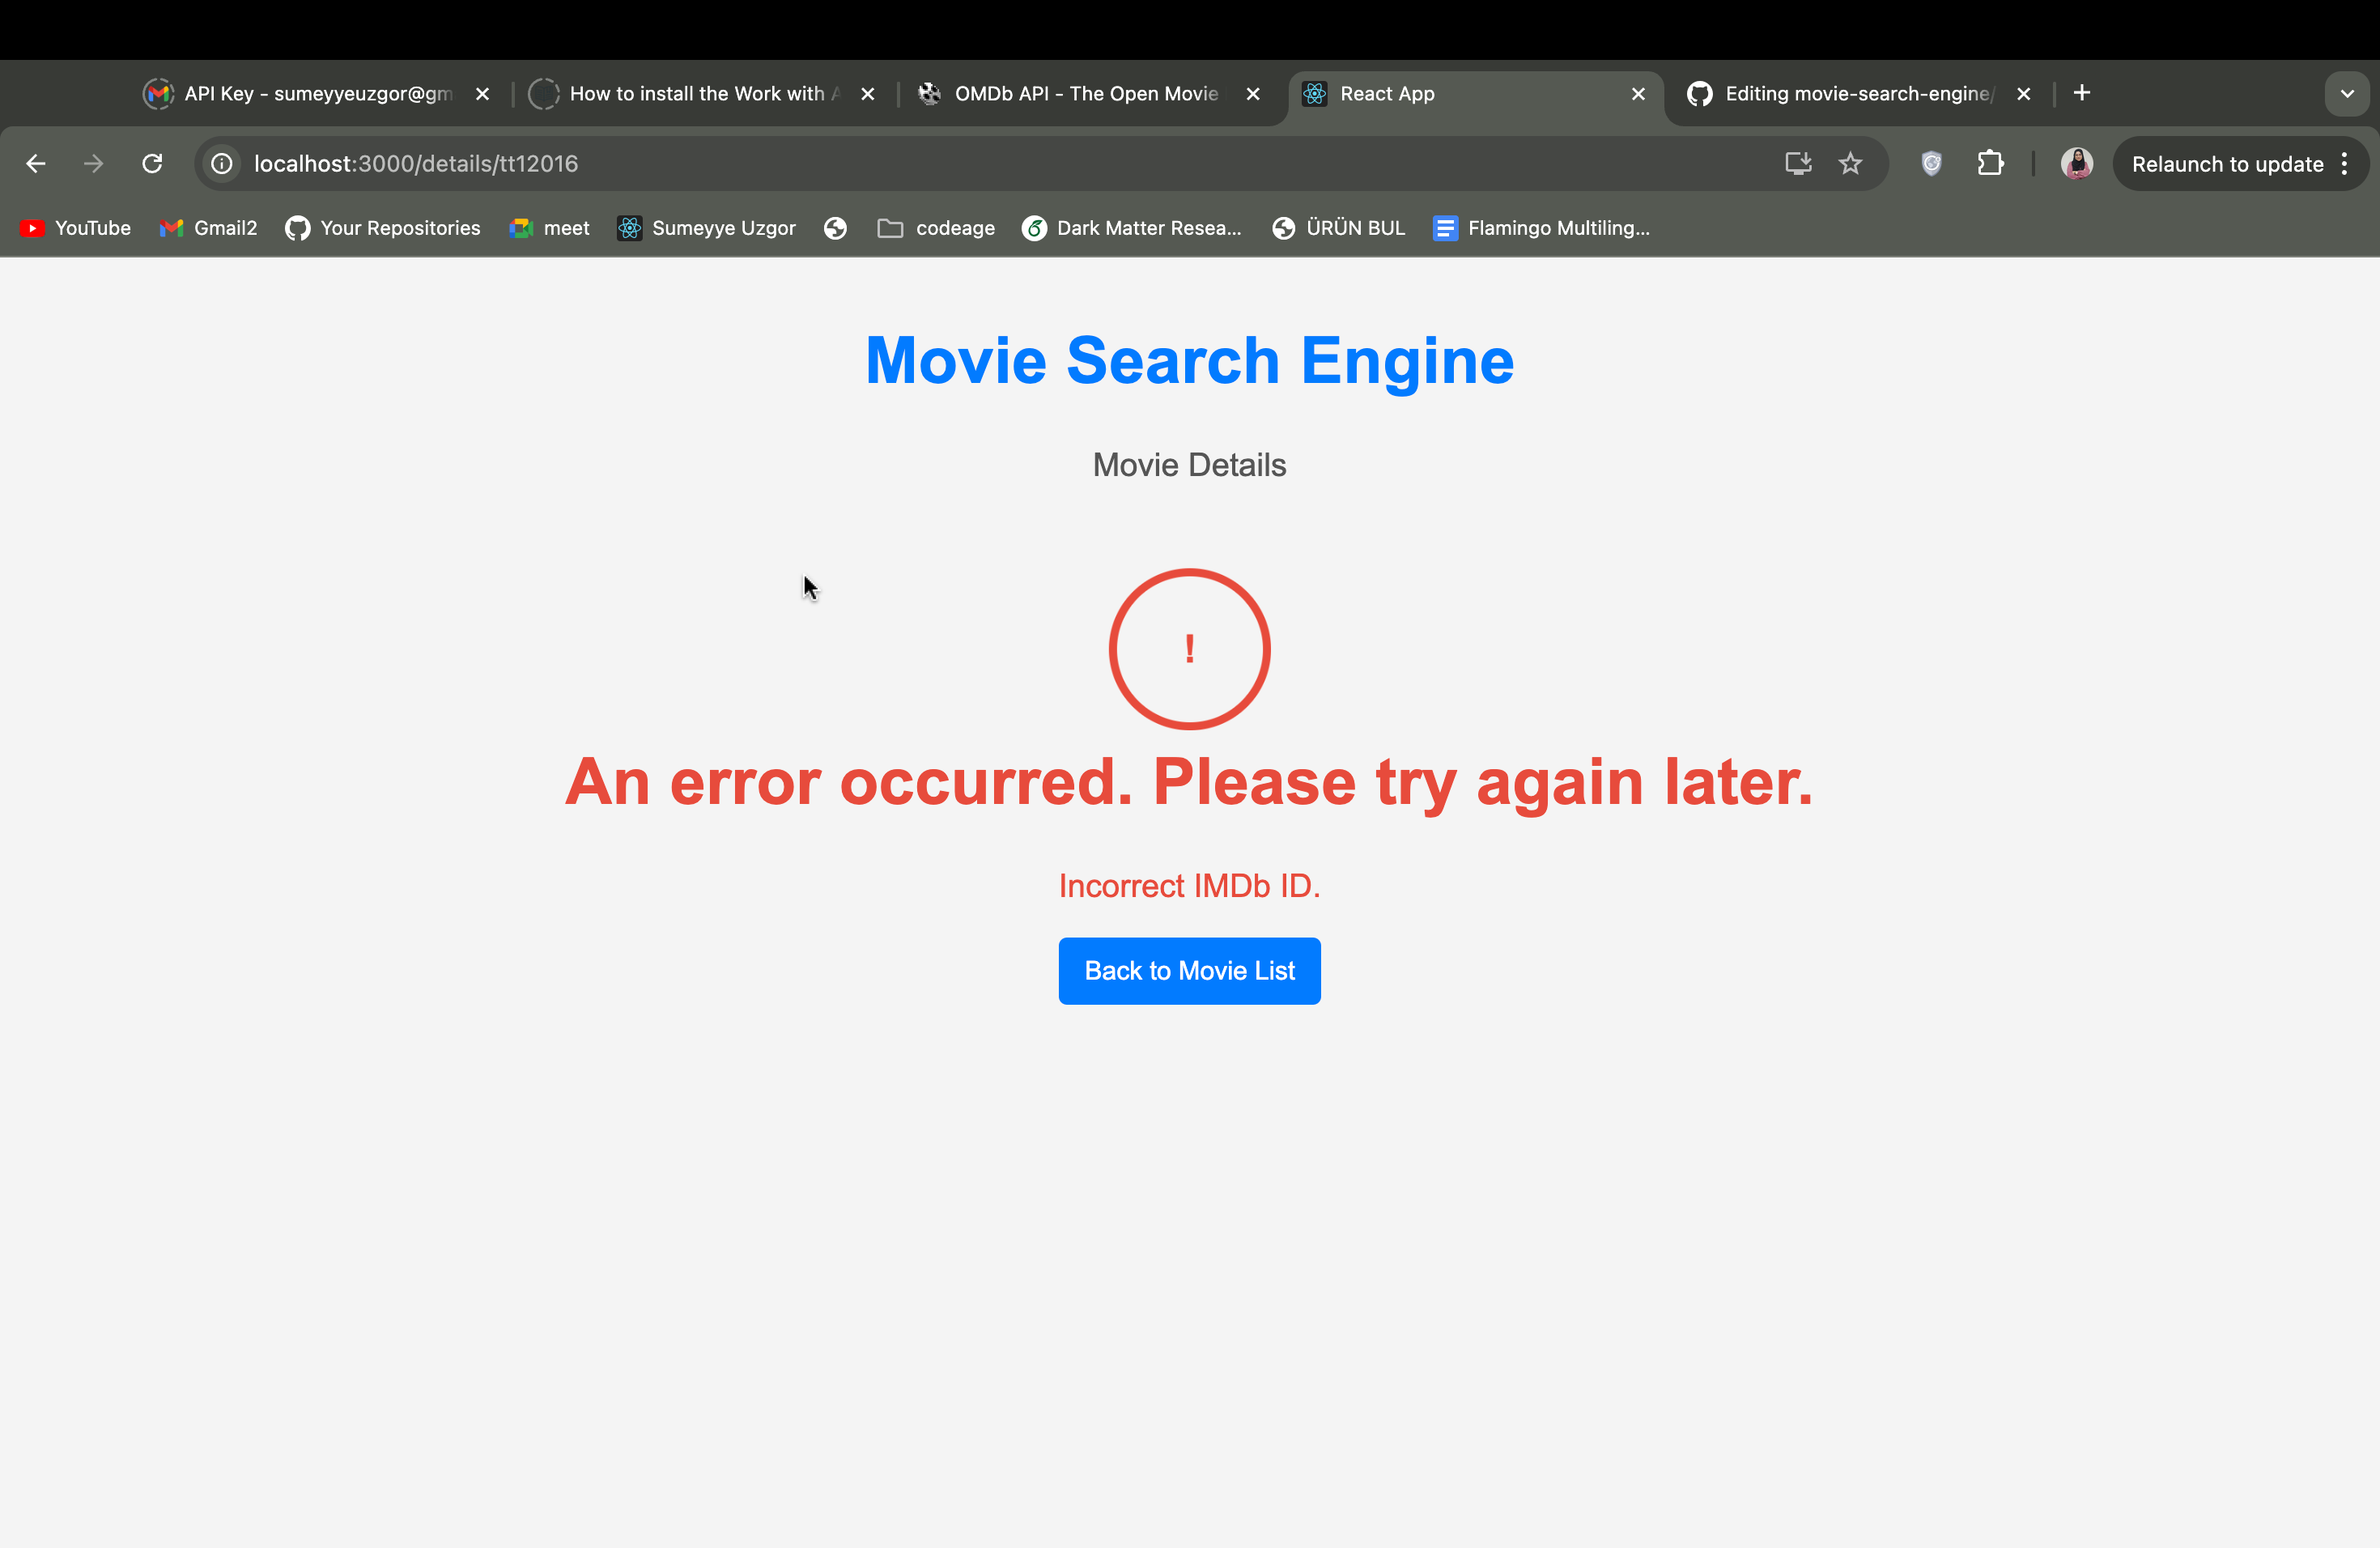 API Key - sumeyyeuzgor@gm
How to install the Work with A
OMDb API - The Open Movie
React App
Editing movie-search-engine/
localhost:3000/details/tt12016
Relaunch to update
YouTube
Gmail2
Your Repositories
meet
Sumeyye Uzgor
codeage
Dark Matter Resea...
ÜRÜN BUL
Flamingo Multiling...
Movie Search Engine
Movie Details
!
An error occurred. Please try again later.
Incorrect IMDb ID.
Back to Movie List